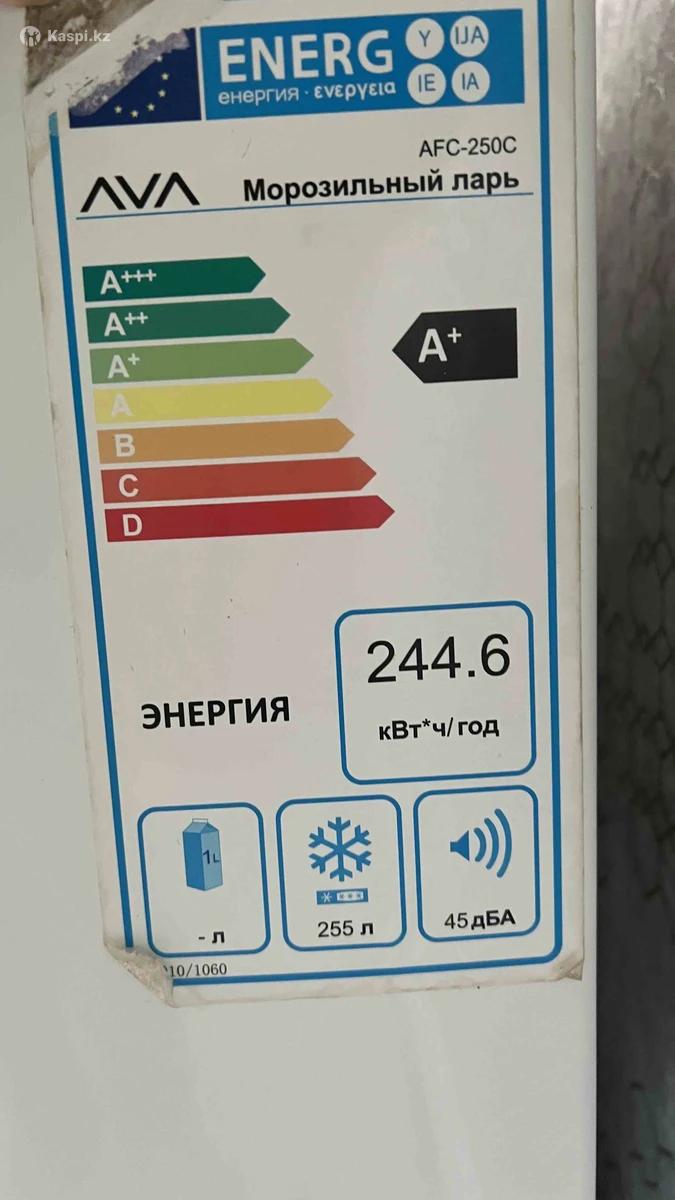 Kaspi.kz
ENERG Y IJA
енергия · ενεργεια IE IA
AFC-250C
AVA Морозильный ларь
A+++
A++
A+
A+
A
B
C
D
244.6
ЭНЕРГИЯ
кВт*ч/год
1L
- л
255 л
45дБА
10/1060